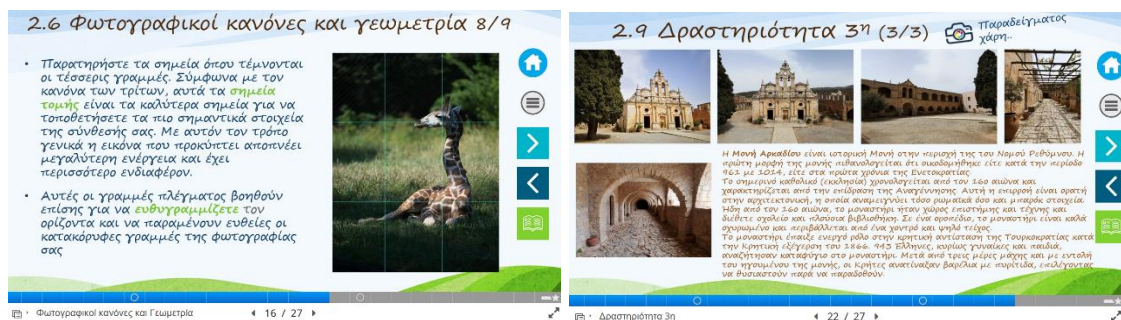 2.6 Φωτογραφικοί κανόνες και γεωμετρία 8/9
• Παρατηρήστε τα σημεία όπου τέμνονται
οι τέσσερις γραμμές. Σύμφωνα με τον
κανόνα των τρίτων, αυτά τα σημεία
τομής είναι τα καλύτερα σημεία για να
τοποθετήσετε τα πιο σημαντικά στοιχεία
της σύνθεσής σας. Με αυτόν τον τρόπο
γενικά η εικόνα που προκύπτει αποπνέει
μεγαλύτερη ενέργεια και έχει
περισσότερο ενδιαφέρον.
• Αυτές οι γραμμές πλέγματος βοηθούν
επίσης για να ευθυγραμμίζετε τον
ορίζοντα και να παραμένουν ευθείες οι
κατακόρυφες γραμμές της φωτογραφίας
σας
Φωτογραφικοί κανόνες και Γεωμετρία
16 / 27
2.9 Δραστηριότητα 3η (3/3)
Παραδείγματος
χάρη..
Η Μονή Αρκαδίου είναι ιστορική Μονή στην περιοχή της του Νομού Ρεθύμνου. Η
πρώτη μορφή της μονής πιθανολογείται ότι οικοδομήθηκε είτε κατά την περίοδο
961 με 1014, είτε στα πρώτα χρόνια της Ενετοκρατίας.
Το σημερινό καθολικό (εκκλησία) χρονολογείται από τον 16ο αιώνα και
χαρακτηρίζεται από την επίδραση της Αναγέννησης. Αυτή η επιρροή είναι ορατή
στην αρχιτεκτονική, η οποία αναμειγνύει τόσο ρωμαϊκά όσο και μπαρόκ στοιχεία.
Ήδη από τον 16ο αιώνα, το μοναστήρι ήταν χώρος επιστήμης και τέχνης και
διέθετε σχολείο και πλούσια βιβλιοθήκη. Σε ένα οροπέδιο, το μοναστήρι είναι καλά
οχυρωμένο και περιβάλλεται από ένα χοντρό και ψηλό τείχος.
Το μοναστήρι έπαιξε ενεργό ρόλο στην κρητική αντίσταση της Τουρκοκρατίας κατά
την Κρητική εξέγερση του 1866. 943 Έλληνες, κυρίως γυναίκες και παιδιά,
αναζήτησαν καταφύγιο στο μοναστήρι. Μετά από τρεις μέρες μάχης και με εντολή
του ηγουμένου της μονής, οι Κρήτες ανατίναξαν βαρέλια με πυρίτιδα, επιλέγοντας
να θυσιαστούν παρά να παραδοθούν.
Δραστηριότητα 3η
22 / 27